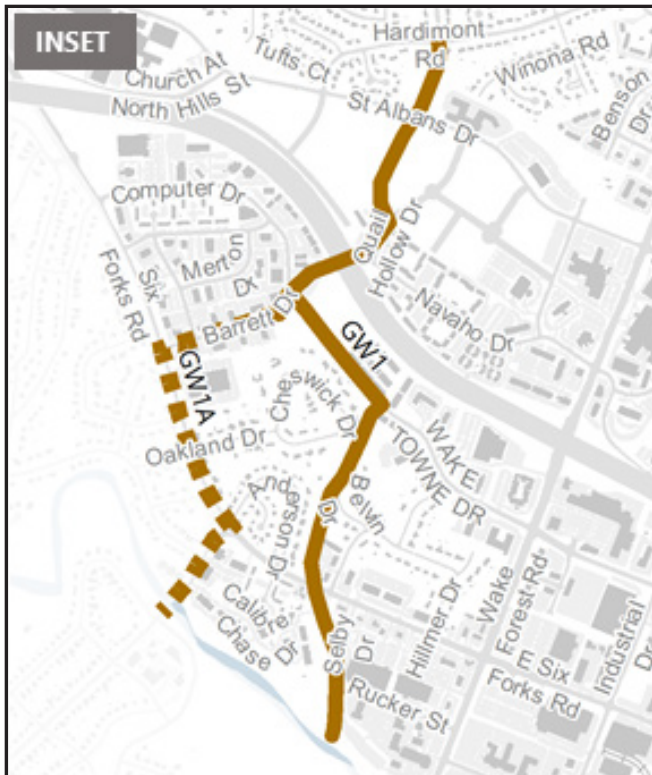 INSET
Hardimont
Rd
Tufts Ct
Winona Rd
Church At
North Hills St
St Albans Dr
Benson
Dr
Computer Dr
Quail
Hollow Dr
Merton
Dr
Six
Forks Rd
Barrett Dr
Navaho Dr
GW1
GW1A
Cheswick Dr
Oakland Dr
WAKE
TOWNE DR
Anderson Dr
Belvin
Dr
Wake
Forest Rd
Calibre
Chase Dr
Selby
Dr
Hillmer Dr
Industrial
Dr
E Six
Forks Rd
Rucker St